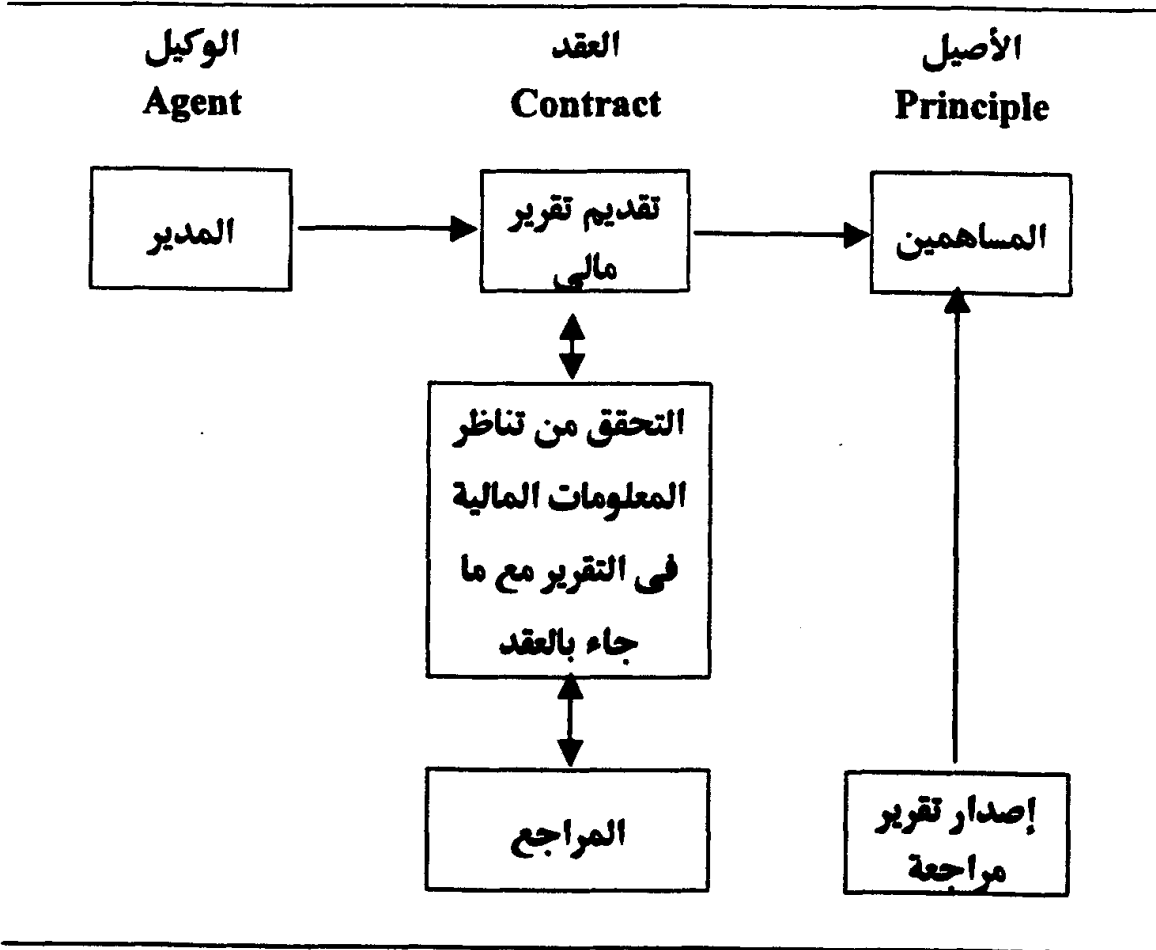 الأصيل
Principle
العقد
Contract
الوكيل
Agent
المساهمين
تقديم تقرير
مالى
المدير
التحقق من تناظر
المعلومات المالية
فى التقرير مع ما
جاء بالعقد
إصدار تقرير
مراجعة
المراجع